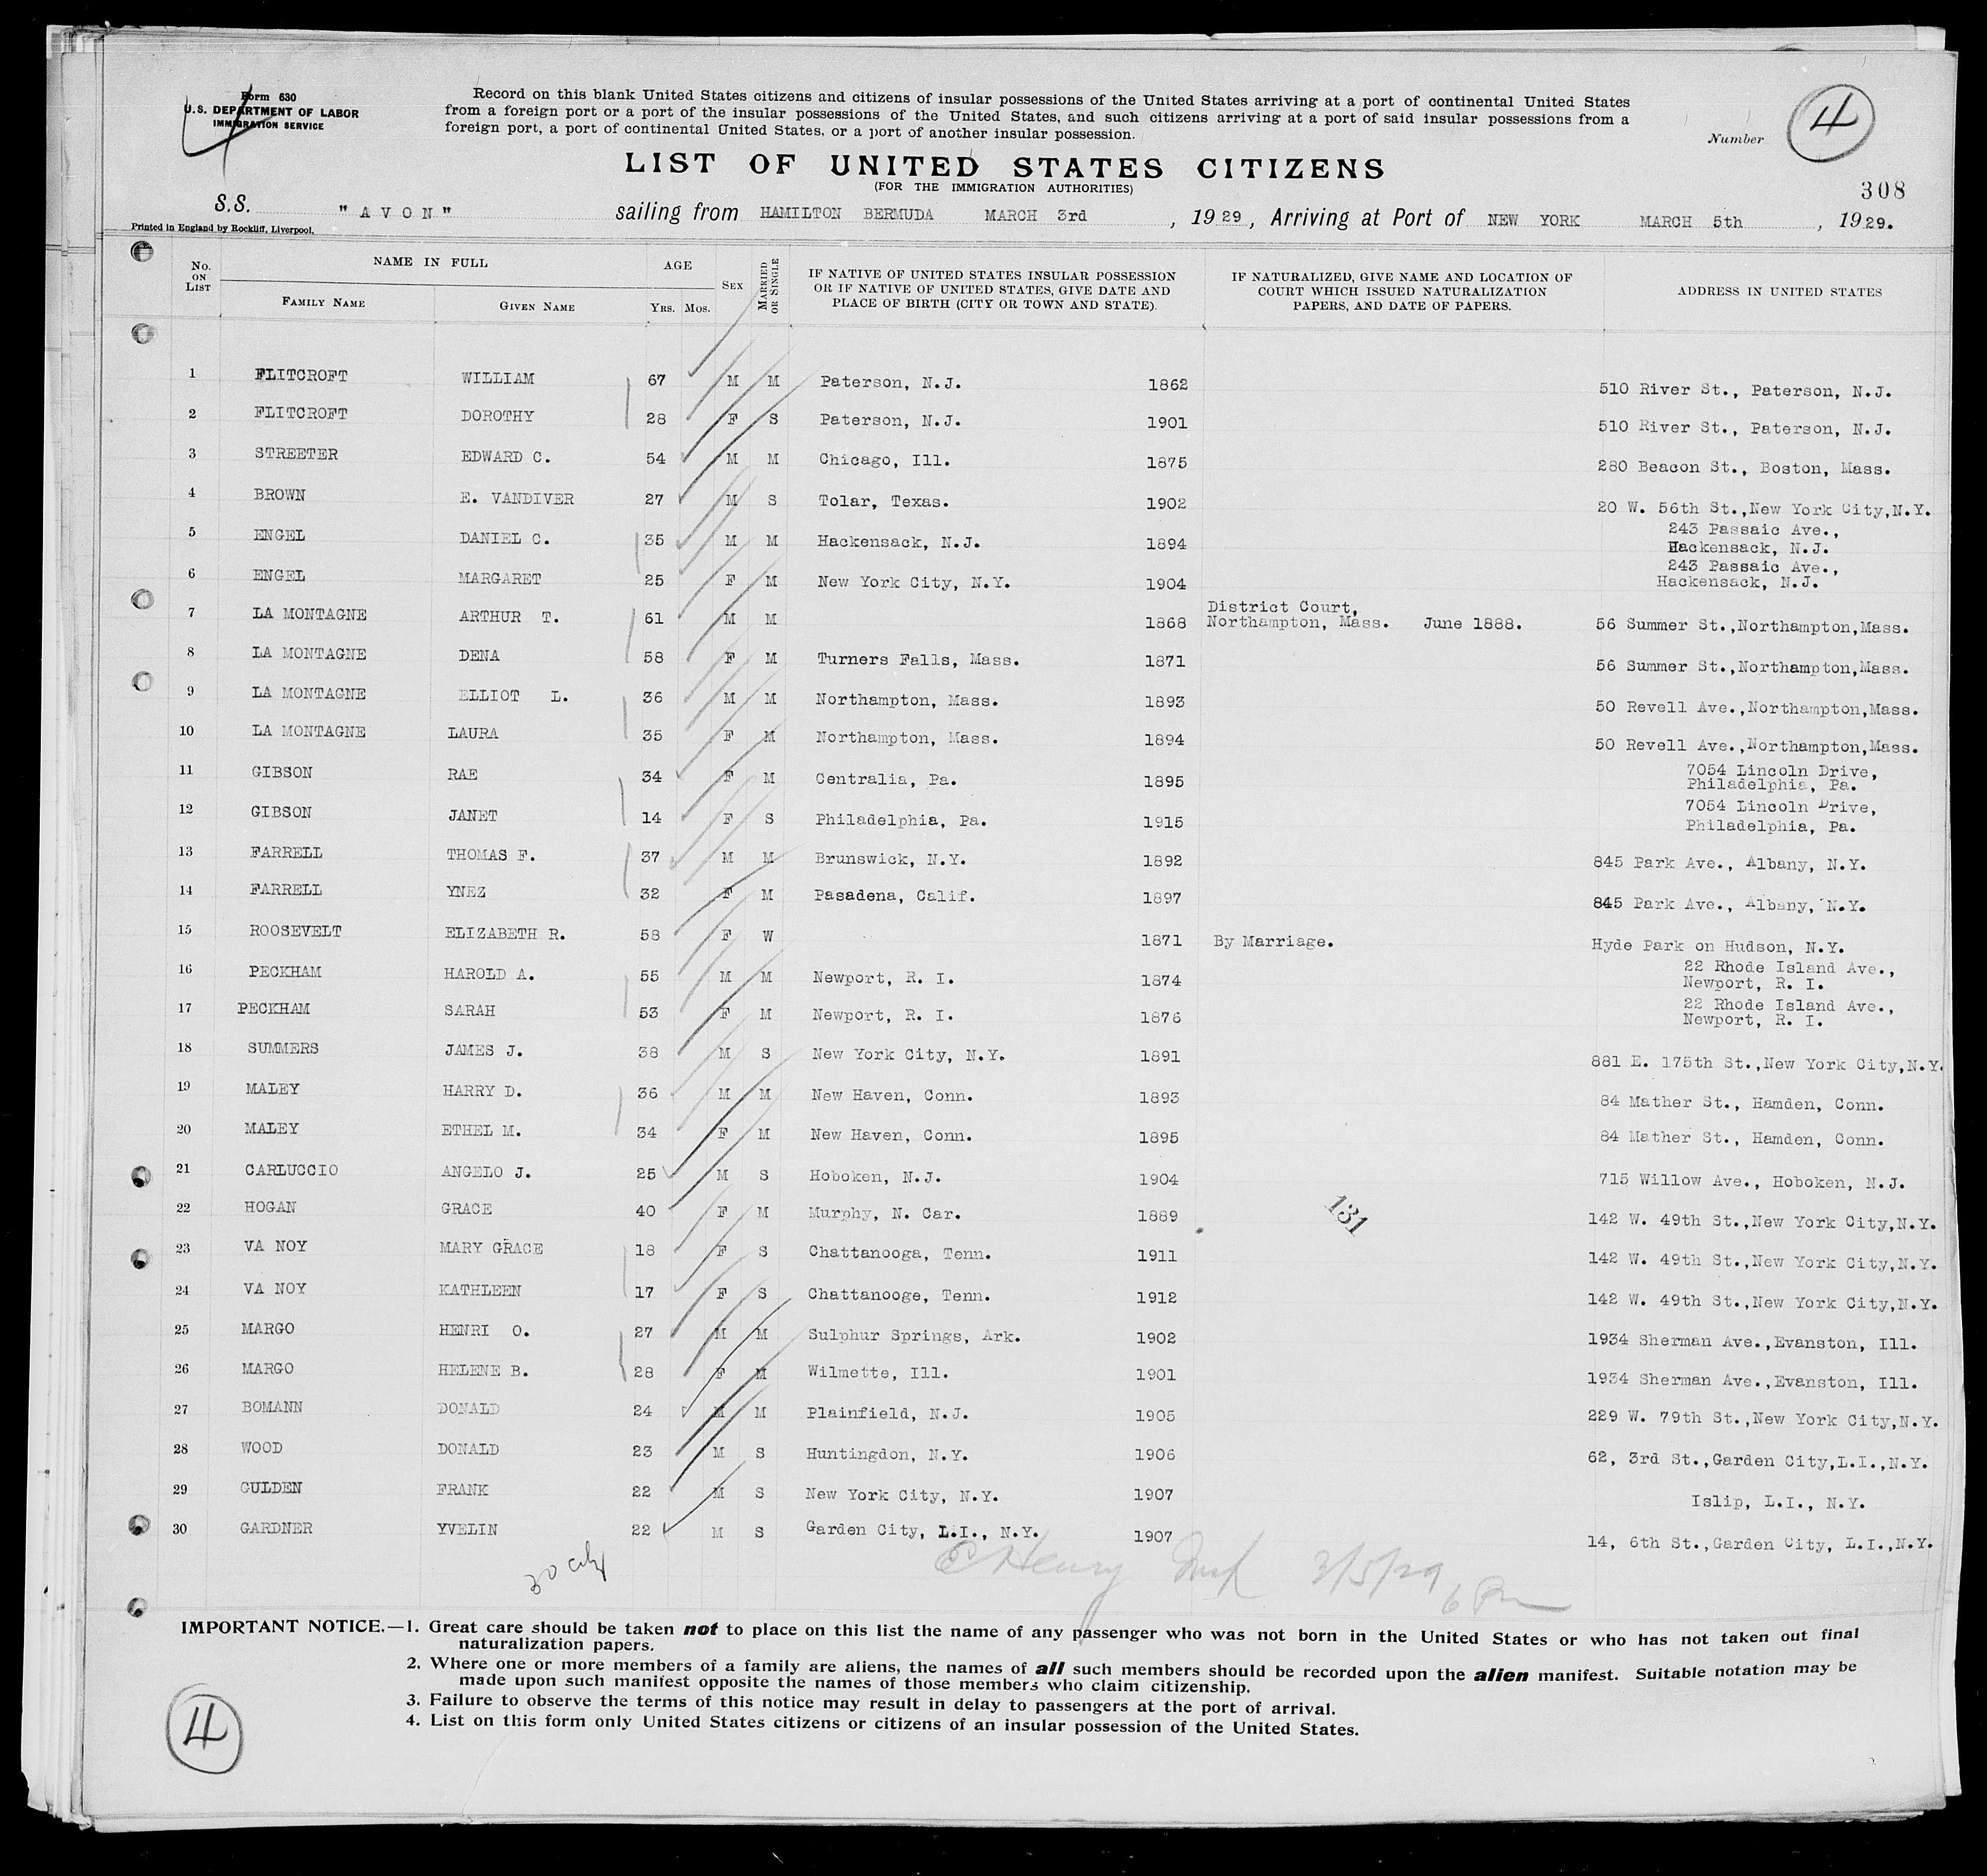 Form 630
U.S. DEPARTMENT OF LABOR
IMMIGRATION SERVICE
Record on this blank United States citizens and citizens of insular possessions of the United States arriving at a port of continental United States
from a foreign port or a port of the insular possessions of the United States, and such citizens arriving at a port of said insular possessions from a
foreign port, a port of continental United States, or a port of another insular possession.
Number 4
LIST OF UNITED STATES CITIZENS
(FOR THE IMMIGRATION AUTHORITIES)
308
S.S. "AVON" sailing from HAMILTON BERMUDA MARCH 3rd, 1929, Arriving at Port of NEW YORK MARCH 5th, 1929.
Printed in England by Rockliff, Liverpool.
No. ON LIST
NAME IN FULL
FAMILY NAME GIVEN NAME
AGE
YRS. MOS.
SEX
MARRIED OR SINGLE
IF NATIVE OF UNITED STATES INSULAR POSSESSION
OR IF NATIVE OF UNITED STATES, GIVE DATE AND
PLACE OF BIRTH (CITY OR TOWN AND STATE).
IF NATURALIZED, GIVE NAME AND LOCATION OF
COURT WHICH ISSUED NATURALIZATION
PAPERS, AND DATE OF PAPERS.
ADDRESS IN UNITED STATES
1 FLITCROFT WILLIAM 67 M M Paterson, N.J. 1862 510 River St., Paterson, N.J.
2 FLITCROFT DOROTHY 28 F S Paterson, N.J. 1901 510 River St., Paterson, N.J.
3 STREETER EDWARD C. 54 M M Chicago, Ill. 1875 280 Beacon St., Boston, Mass.
4 BROWN E. VANDIVER 27 M S Tolar, Texas. 1902 20 W. 56th St.,New York City,N.Y.
5 ENGEL DANIEL C. 35 M M Hackensack, N.J. 1894 243 Passaic Ave.,
Hackensack, N.J.
6 ENGEL MARGARET 25 F M New York City, N.Y. 1904 243 Passaic Ave.,
Hackensack, N.J.
7 LA MONTAGNE ARTHUR T. 61 M M 1868 District Court,
Northampton, Mass. June 1888. 56 Summer St.,Northampton,Mass.
8 LA MONTAGNE DENA 58 F M Turners Falls, Mass. 1871 56 Summer St.,Northampton,Mass.
9 LA MONTAGNE ELLIOT L. 36 M M Northampton, Mass. 1893 50 Revell Ave.,Northampton,Mass.
10 LA MONTAGNE LAURA 35 F M Northampton, Mass. 1894 50 Revell Ave.,Northampton,Mass.
11 GIBSON RAE 34 F M Centralia, Pa. 1895 7054 Lincoln Drive,
Philadelphia, Pa.
12 GIBSON JANET 14 F S Philadelphia, Pa. 1915 7054 Lincoln Drive,
Philadelphia, Pa.
13 FARRELL THOMAS F. 37 M M Brunswick, N.Y. 1892 845 Park Ave., Albany, N.Y.
14 FARRELL YNEZ 32 F M Pasadena, Calif. 1897 845 Park Ave., Albany, N.Y.
15 ROOSEVELT ELIZABETH R. 58 F W 1871 By Marriage. Hyde Park on Hudson, N.Y.
16 PECKHAM HAROLD A. 55 M M Newport, R. I. 1874 22 Rhode Island Ave.,
Newport, R. I.
17 PECKHAM SARAH 53 F M Newport, R. I. 1876 22 Rhode Island Ave.,
Newport, R. I.
18 SUMMERS JAMES J. 38 M S New York City, N.Y. 1891 881 E. 175th St.,New York City,N.Y.
19 MALEY HARRY D. 36 M M New Haven, Conn. 1893 84 Mather St., Hamden, Conn.
20 MALEY ETHEL M. 34 F M New Haven, Conn. 1895 84 Mather St., Hamden, Conn.
21 CARLUCCIO ANGELO J. 25 M S Hoboken, N.J. 1904 715 Willow Ave., Hoboken, N.J.
22 HOGAN GRACE 40 F M Murphy, N. Car. 1889 131 142 W. 49th St.,New York City,N.Y.
23 VA NOY MARY GRACE 18 F S Chattanooga, Tenn. 1911 142 W. 49th St.,New York City,N.Y.
24 VA NOY KATHLEEN 17 F S Chattanooge, Tenn. 1912 142 W. 49th St.,New York City,N.Y.
25 MARGO HENRI O. 27 M M Sulphur Springs, Ark. 1902 1934 Sherman Ave.,Evanston, Ill.
26 MARGO HELENE B. 28 F M Wilmette, Ill. 1901 1934 Sherman Ave.,Evanston, Ill.
27 BOMANN DONALD 24 M M Plainfield, N.J. 1905 229 W. 79th St.,New York City,N.Y.
28 WOOD DONALD 23 M S Huntingdon, N.Y. 1906 62, 3rd St.,Garden City,L.I.,N.Y.
29 GULDEN FRANK 22 M S New York City, N.Y. 1907 Islip, L.I., N.Y.
30 GARDNER YVELIN 22 M S Garden City, L.I., N.Y. 1907 14, 6th St.,Garden City, L.I.,N.Y.
30 E Henry 3/5/29 6 Pm
IMPORTANT NOTICE.—1. Great care should be taken not to place on this list the name of any passenger who was not born in the United States or who has not taken out final
naturalization papers.
2. Where one or more members of a family are aliens, the names of all such members should be recorded upon the alien manifest. Suitable notation may be
made upon such manifest opposite the names of those members who claim citizenship.
3. Failure to observe the terms of this notice may result in delay to passengers at the port of arrival.
4. List on this form only United States citizens or citizens of an insular possession of the United States.
4